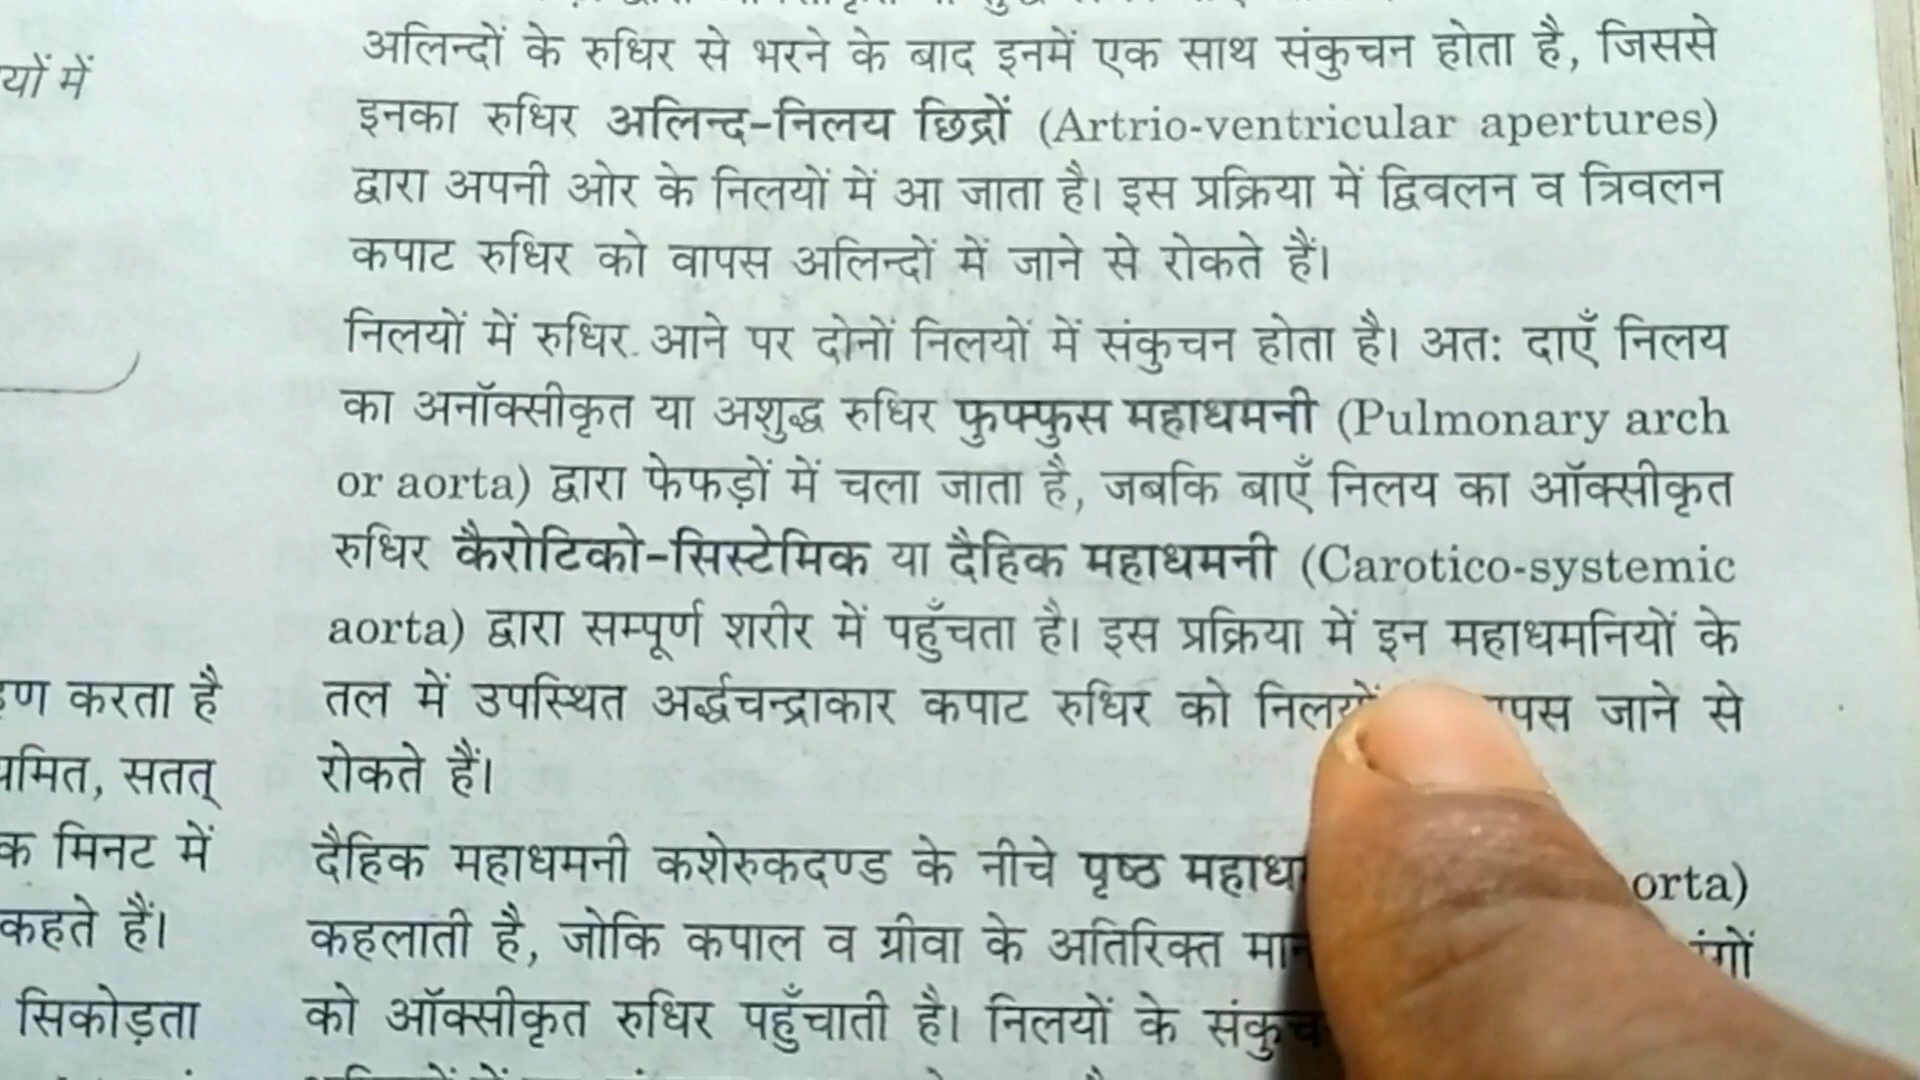 यों में
अलिन्दों के रुधिर से भरने के बाद इनमें एक साथ संकुचन होता है, जिससे
इनका रुधिर अलिन्द-निलय छिद्रों (Artrio-ventricular apertures)
द्वारा अपनी ओर के निलयों में आ जाता है। इस प्रक्रिया में द्विवलन व त्रिवलन
कपाट रुधिर को वापस अलिन्दों में जाने से रोकते हैं।
निलयों में रुधिर आने पर दोनों निलयों में संकुचन होता है। अत: दाएँ निलय
का अनॉक्सीकृत या अशुद्ध रुधिर फुफ्फुस महाधमनी (Pulmonary arch
or aorta) द्वारा फेफड़ों में चला जाता है, जबकि बाएँ निलय का ऑक्सीकृत
रुधिर कैरोटिको-सिस्टेमिक या दैहिक महाधमनी (Carotico-systemic
aorta) द्वारा सम्पूर्ण शरीर में पहुँचता है। इस प्रक्रिया में इन महाधमनियों के
तल में उपस्थित अर्द्धचन्द्राकार कपाट रुधिर को जाने से
रोकते हैं।
दैहिक महाधमनी कशेरुकदण्ड के नीचे पृष्ठ
कहलाती है, जोकि कपाल व ग्रीवा के अतिरिक्त
को ऑक्सीकृत रुधिर पहुँचाती है। निलयों के
करता है
सतत्
मिनट में
कहते हैं।
सिकोड़ता